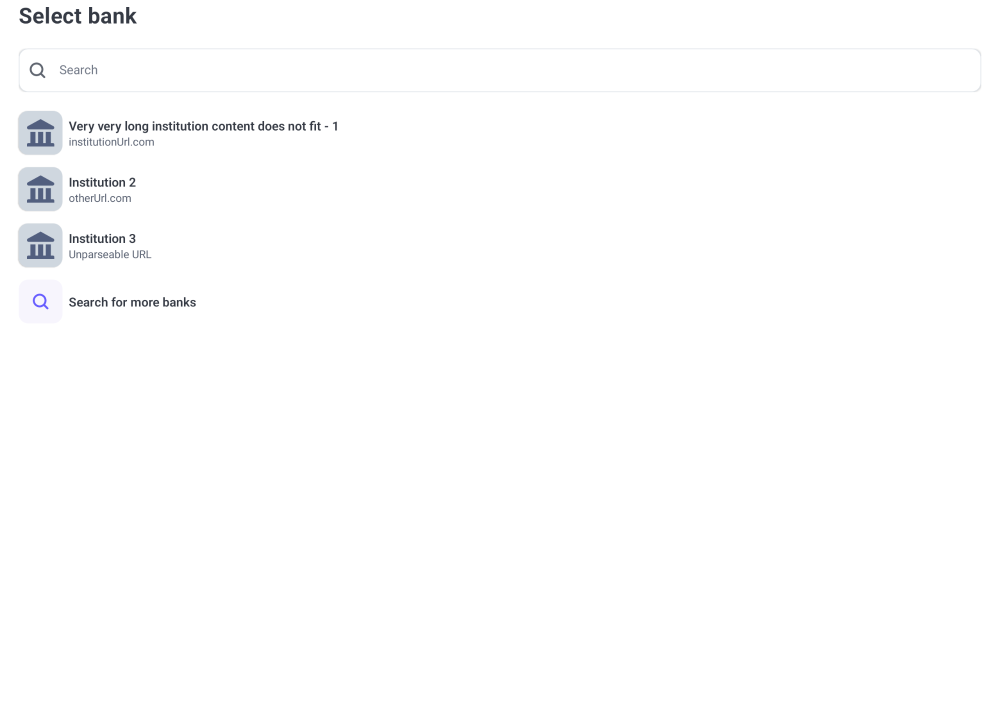 Select bank
Search
Very very long institution content does not fit - 1
institutionUrl.com
Institution 2
otherUrl.com
Institution 3
Unparseable URL
Search for more banks